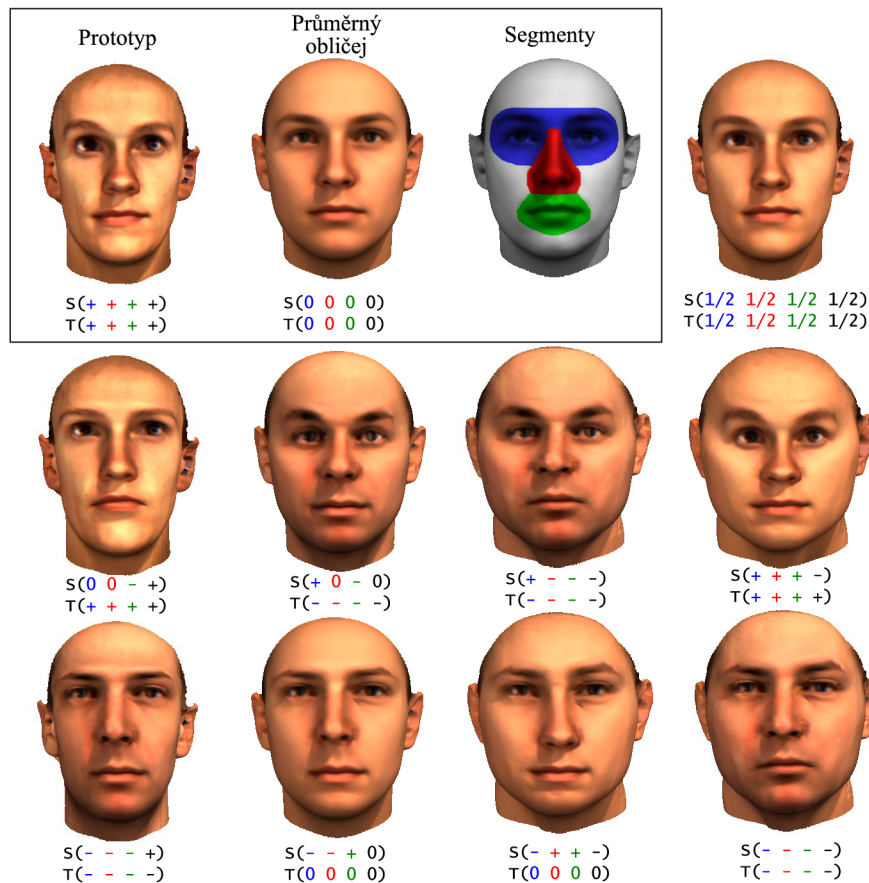 Prototyp
Průměrný
obličej
Segmenty
S(+ + + +)
T(+ + + +)
S(0 0 0 0)
T(0 0 0 0)
S(1/2 1/2 1/2 1/2)
T(1/2 1/2 1/2 1/2)
S(0 0 - +)
T(+ + + +)
S(+ 0 - 0)
T(- - - -)
S(+ - - -)
T(- - - -)
S(+ + + -)
T(+ + + +)
S(- - - +)
T(- - - -)
S(- - + 0)
T(0 0 0 0)
S(- + + -)
T(0 0 0 0)
S(- - - -)
T(- - - -)